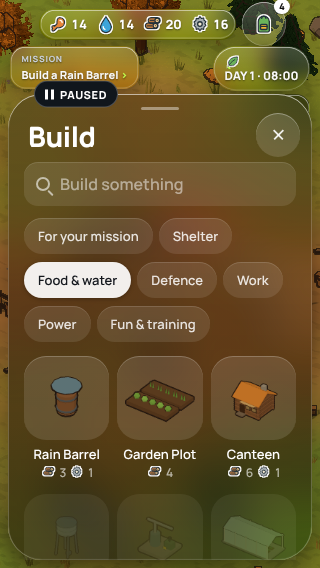 14 14 20 16 4
MISSION
Build a Rain Barrel ›
DAY 1 · 08:00
PAUSED
Build
Build something
For your mission Shelter
Food & water Defence Work
Power Fun & training
Rain Barrel Garden Plot Canteen
3 1 4 6 1